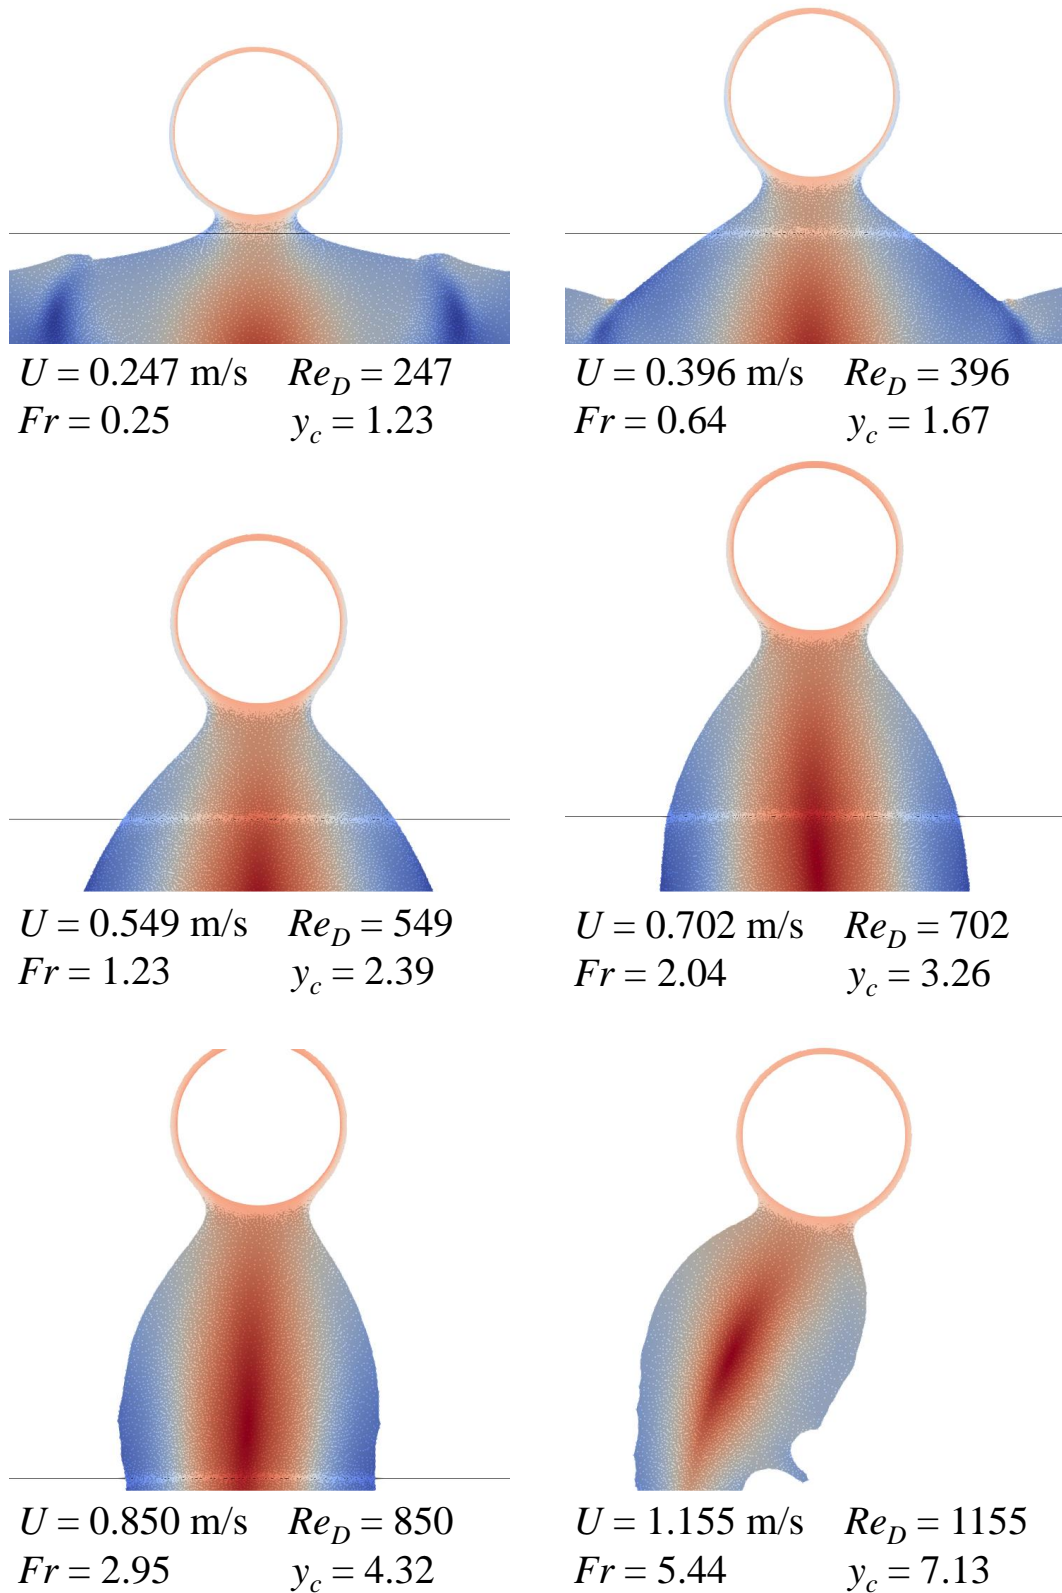 U = 0.247 m/s Re_D = 247
Fr = 0.25 y_c = 1.23
U = 0.396 m/s Re_D = 396
Fr = 0.64 y_c = 1.67
U = 0.549 m/s Re_D = 549
Fr = 1.23 y_c = 2.39
U = 0.702 m/s Re_D = 702
Fr = 2.04 y_c = 3.26
U = 0.850 m/s Re_D = 850
Fr = 2.95 y_c = 4.32
U = 1.155 m/s Re_D = 1155
Fr = 5.44 y_c = 7.13